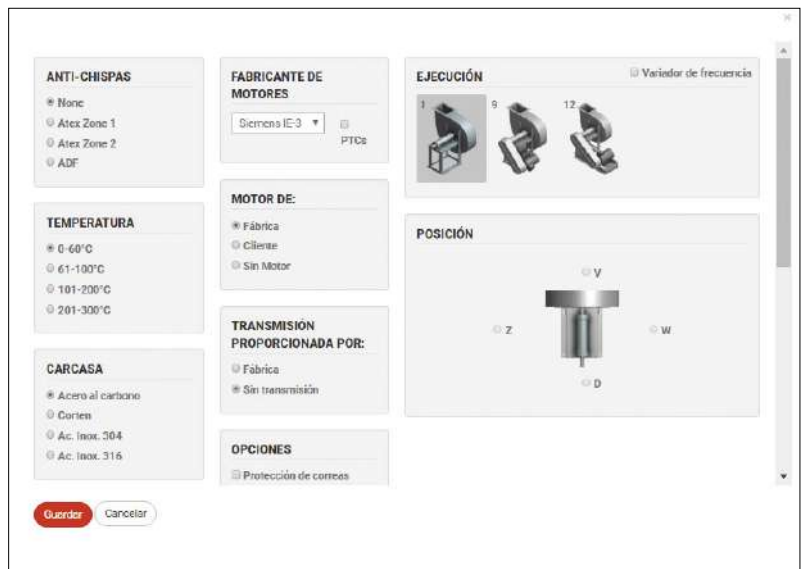 ANTI-CHISPAS
None
Atex Zone 1
Atex Zone 2
ADF
TEMPERATURA
0-60°C
61-100°C
101-200°C
201-300°C
CARCASA
Acero al carbono
Corten
Ac. Inox. 304
Ac. Inox. 316
FABRICANTE DE
MOTORES
Siemens IE-3
PTCs
MOTOR DE:
Fábrica
Cliente
Sin Motor
TRANSMISIÓN
PROPORCIONADA POR:
Fábrica
Sin transmisión
OPCIONES
Protección de correas
EJECUCIÓN
Variador de frecuencia
1 9 12
POSICIÓN
V
Z W
D
Guardar Cancelar